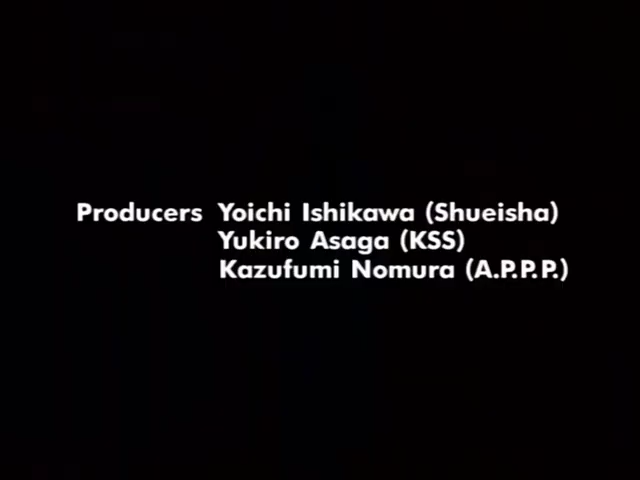 Producers Yoichi Ishikawa (Shueisha)
Yukiro Asaga (KSS)
Kazufumi Nomura (A.P.P.P.)